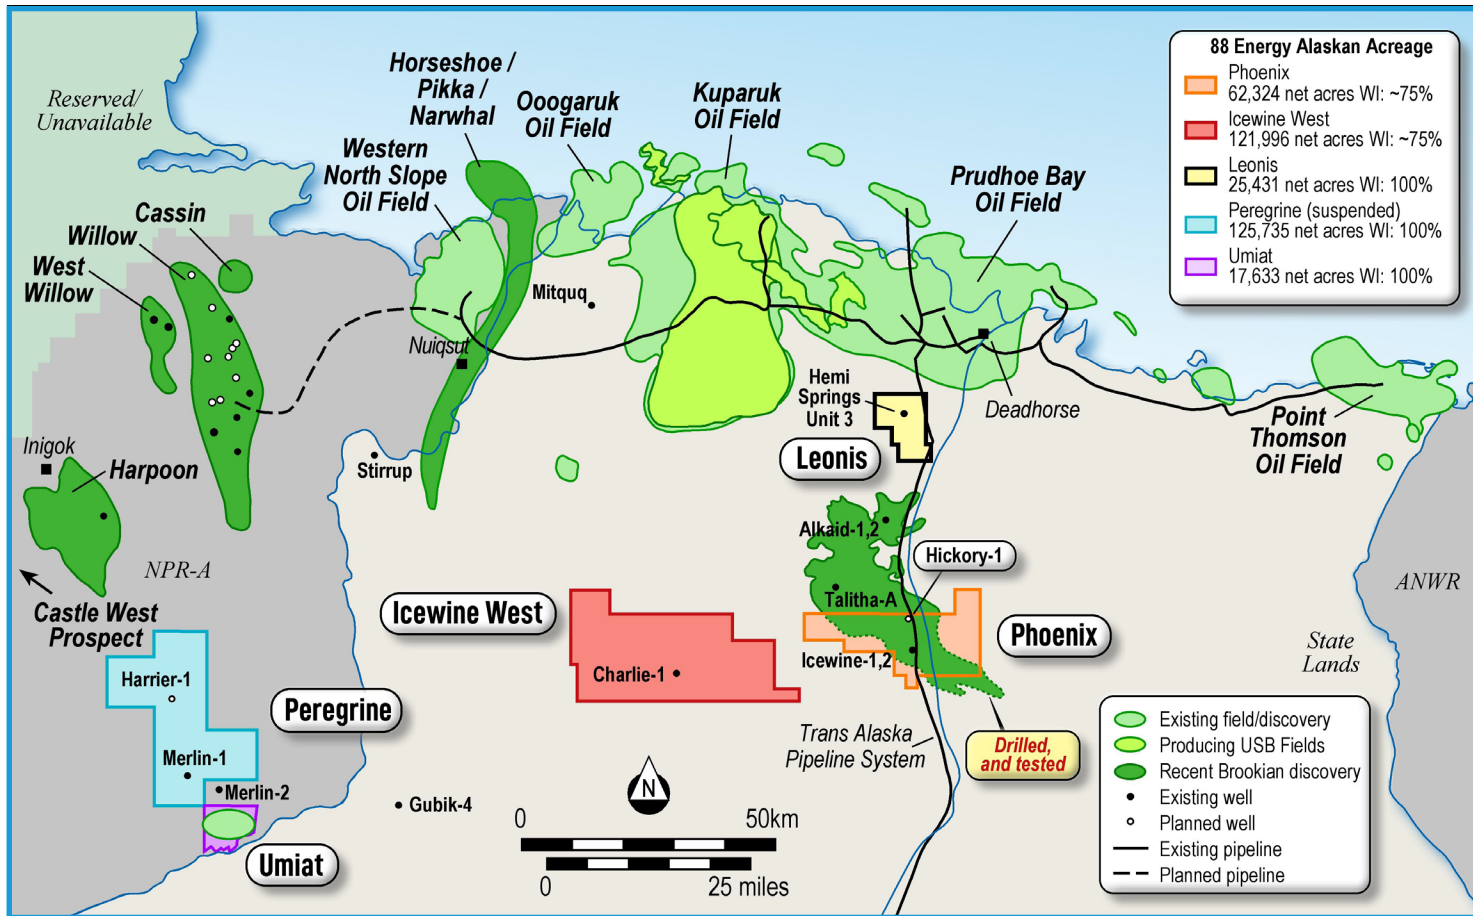 88 Energy Alaskan Acreage
Phoenix
62,324 net acres WI: ~75%
Icewine West
121,996 net acres WI: ~75%
Leonis
25,431 net acres WI: 100%
Peregrine (suspended)
125,735 net acres WI: 100%
Umiat
17,633 net acres WI: 100%
Reserved/
Unavailable
Horseshoe /
Pikka /
Narwhal
Ooogaruk
Oil Field
Kuparuk
Oil Field
Western
North Slope
Oil Field
Prudhoe Bay
Oil Field
Cassin
Willow
West
Willow
Mitquq
Nuiqsut
Hemi
Springs
Unit 3
Deadhorse
Point
Thomson
Oil Field
Leonis
Inigok
Harpoon
Stirrup
Alkaid-1,2
Hickory-1
NPR-A
ANWR
Castle West
Prospect
Icewine West
Talitha-A
Phoenix
State
Lands
Icewine-1,2
Charlie-1
Harrier-1
Peregrine
Trans Alaska
Pipeline System
Drilled,
and tested
Merlin-1
Merlin-2
Gubik-4
Umiat
N
0
50km
0
25 miles
Existing field/discovery
Producing USB Fields
Recent Brookian discovery
Existing well
Planned well
Existing pipeline
Planned pipeline